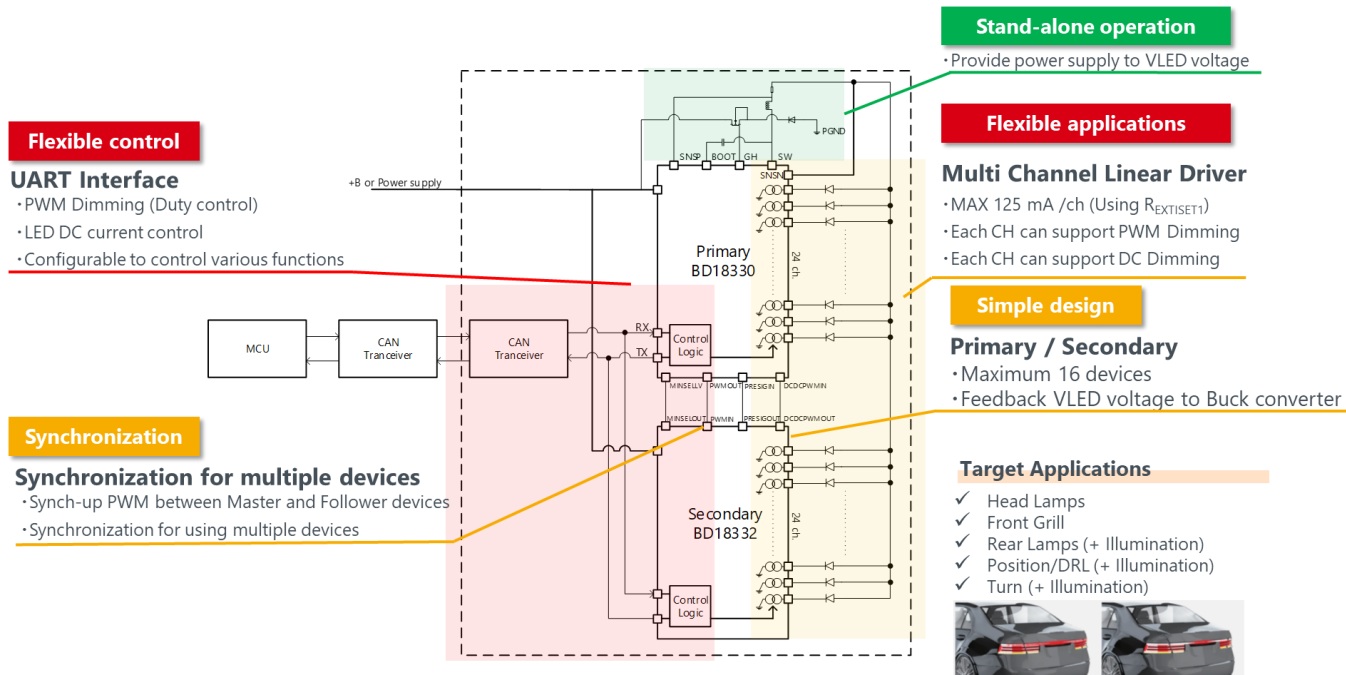 Stand-alone operation
・Provide power supply to VLED voltage
Flexible control
UART Interface
・PWM Dimming (Duty control)
・LED DC current control
・Configurable to control various functions
Flexible applications
Multi Channel Linear Driver
・MAX 125 mA /ch (Using REXTISET1)
・Each CH can support PWM Dimming
・Each CH can support DC Dimming
Simple design
Primary / Secondary
・Maximum 16 devices
・Feedback VLED voltage to Buck converter
Synchronization
Synchronization for multiple devices
・Synch-up PWM between Master and Follower devices
・Synchronization for using multiple devices
PGND
SNSP BOOT GH SW
SNSN
+B or Power supply
Primary
BD18330
24 ch.
MCU
CAN
Tranceiver
CAN
Tranceiver
RX
TX
Control
Logic
MINSELLV PWMOUT PRESIGIN DCDCPWMIN
MINSELOUT PWMIN PRESIGOUT DCDCPWMOUT
Secondary
BD18332
24 ch.
Control
Logic
Target Applications
✓ Head Lamps
✓ Front Grill
✓ Rear Lamps (+ Illumination)
✓ Position/DRL (+ Illumination)
✓ Turn (+ Illumination)